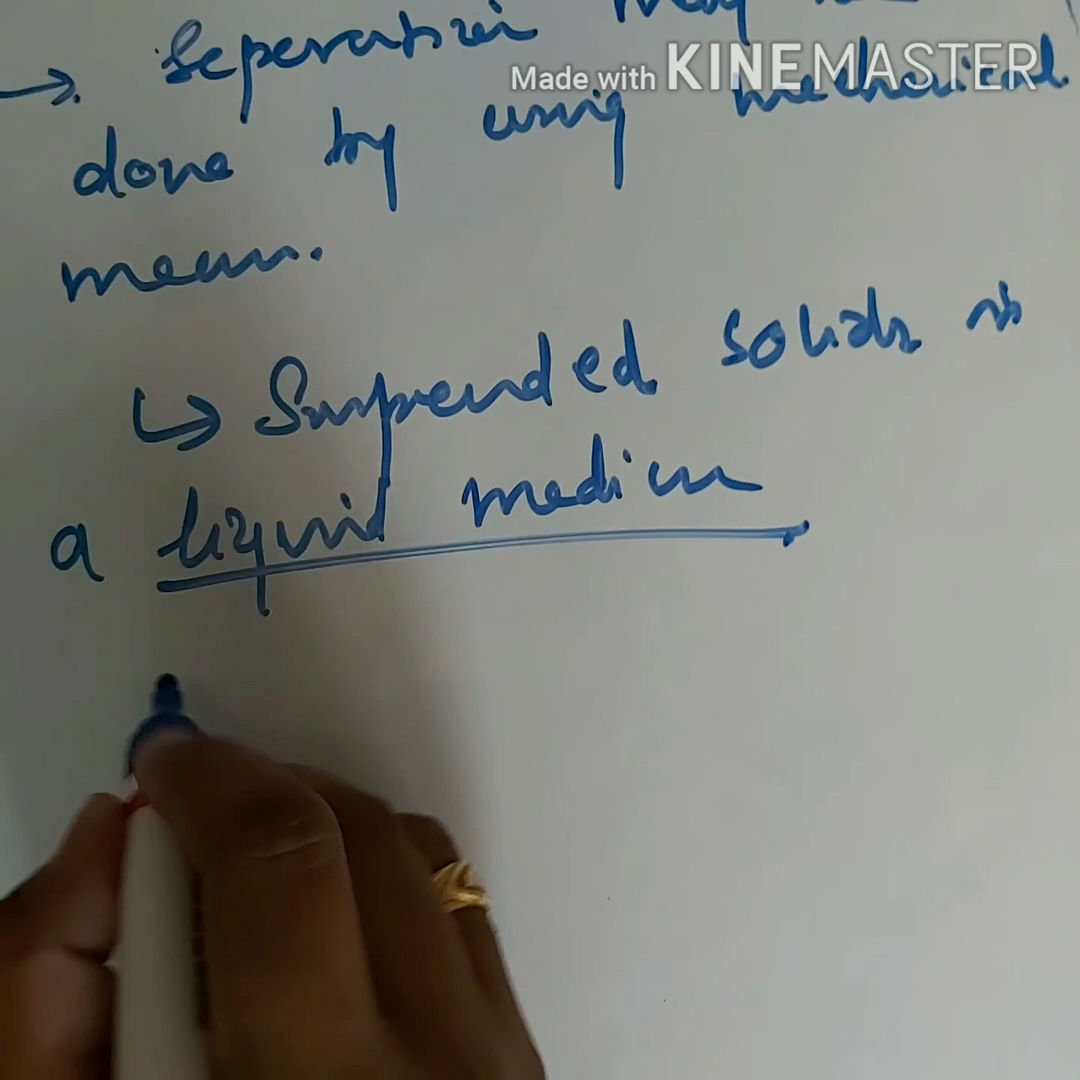 → Seperation may be
Made with KINEMASTER
done by using mechanical
mean.
↳ Suspended solids in
a liquid medium